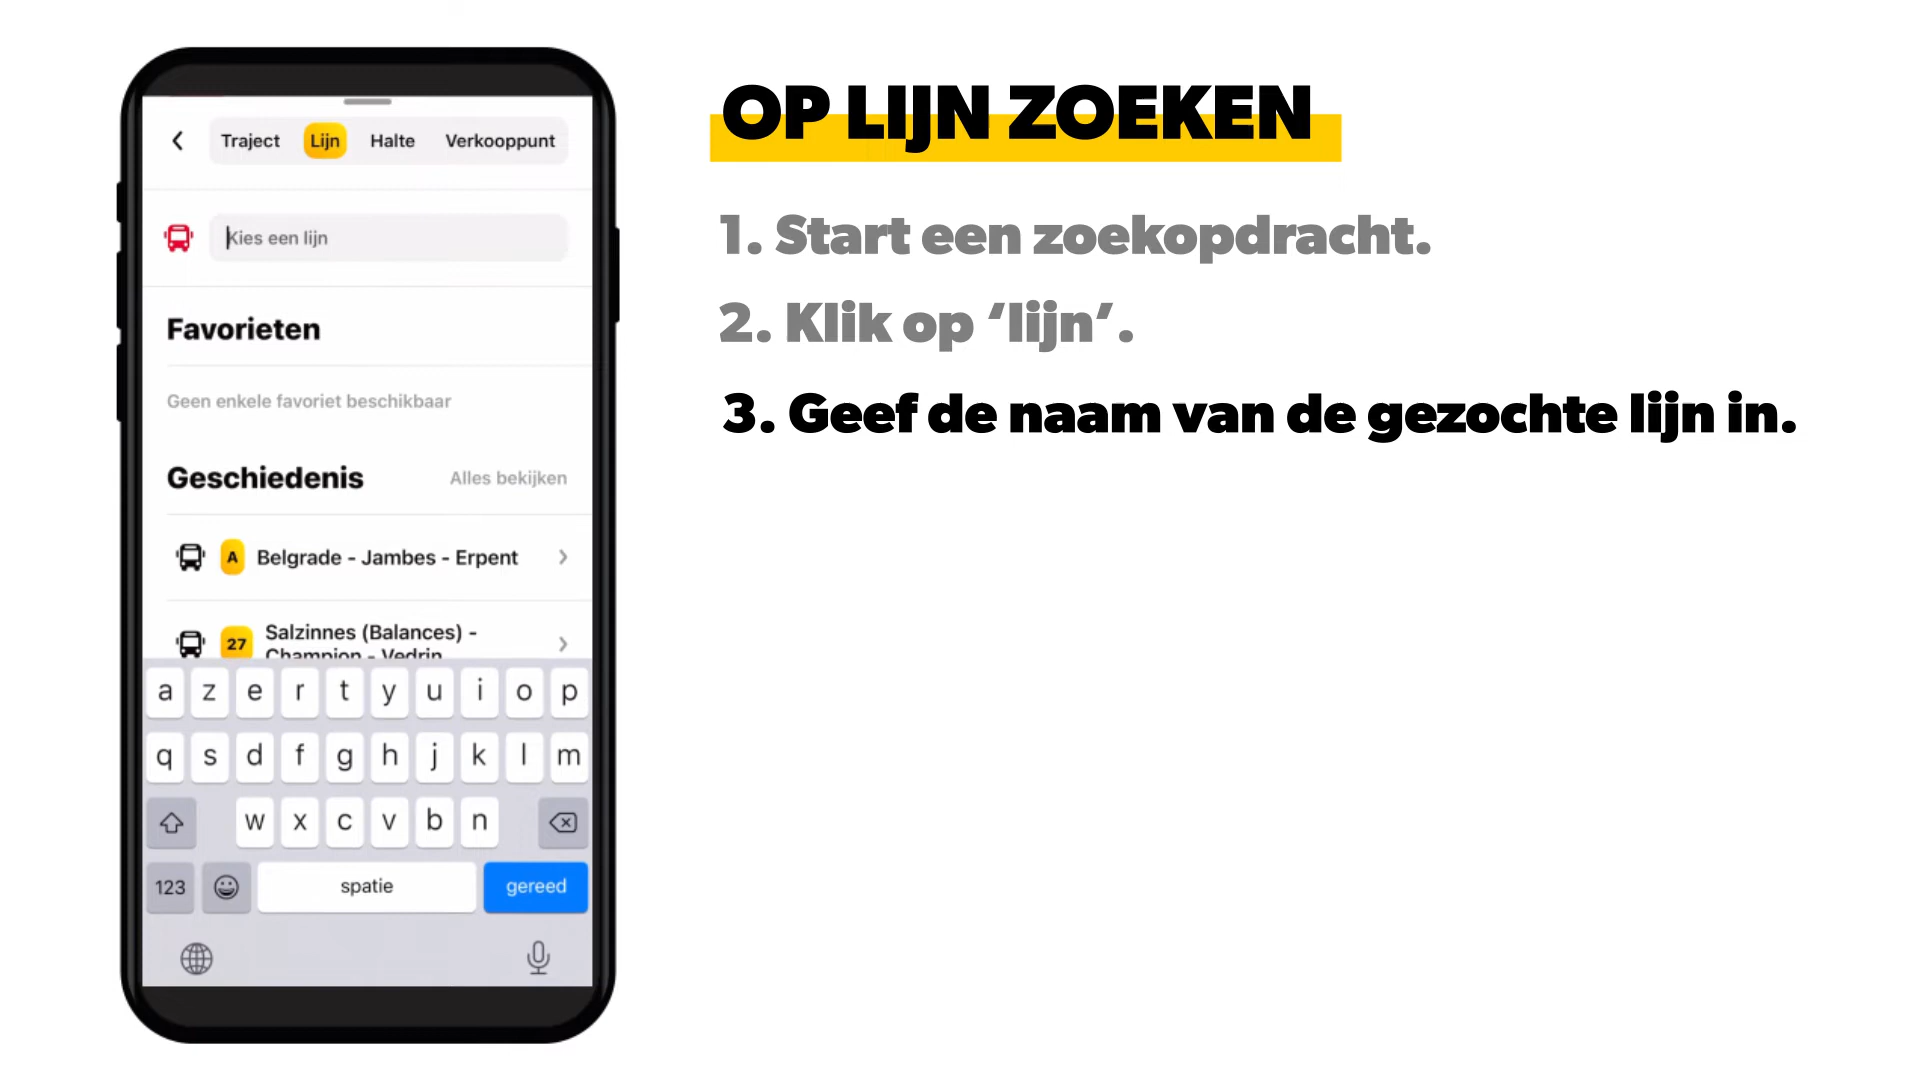 Traject Lijn Halte Verkooppunt
Kies een lijn
Favorieten
Geen enkele favoriet beschikbaar
Geschiedenis Alles bekijken
A Belgrade - Jambes - Erpent
27 Salzinnes (Balances) -
Champion - Vedrin
a z e r t y u i o p
q s d f g h j k l m
w x c v b n
123 spatie gereed
OP LIJN ZOEKEN
1. Start een zoekopdracht.
2. Klik op ‘lijn’.
3. Geef de naam van de gezochte lijn in.